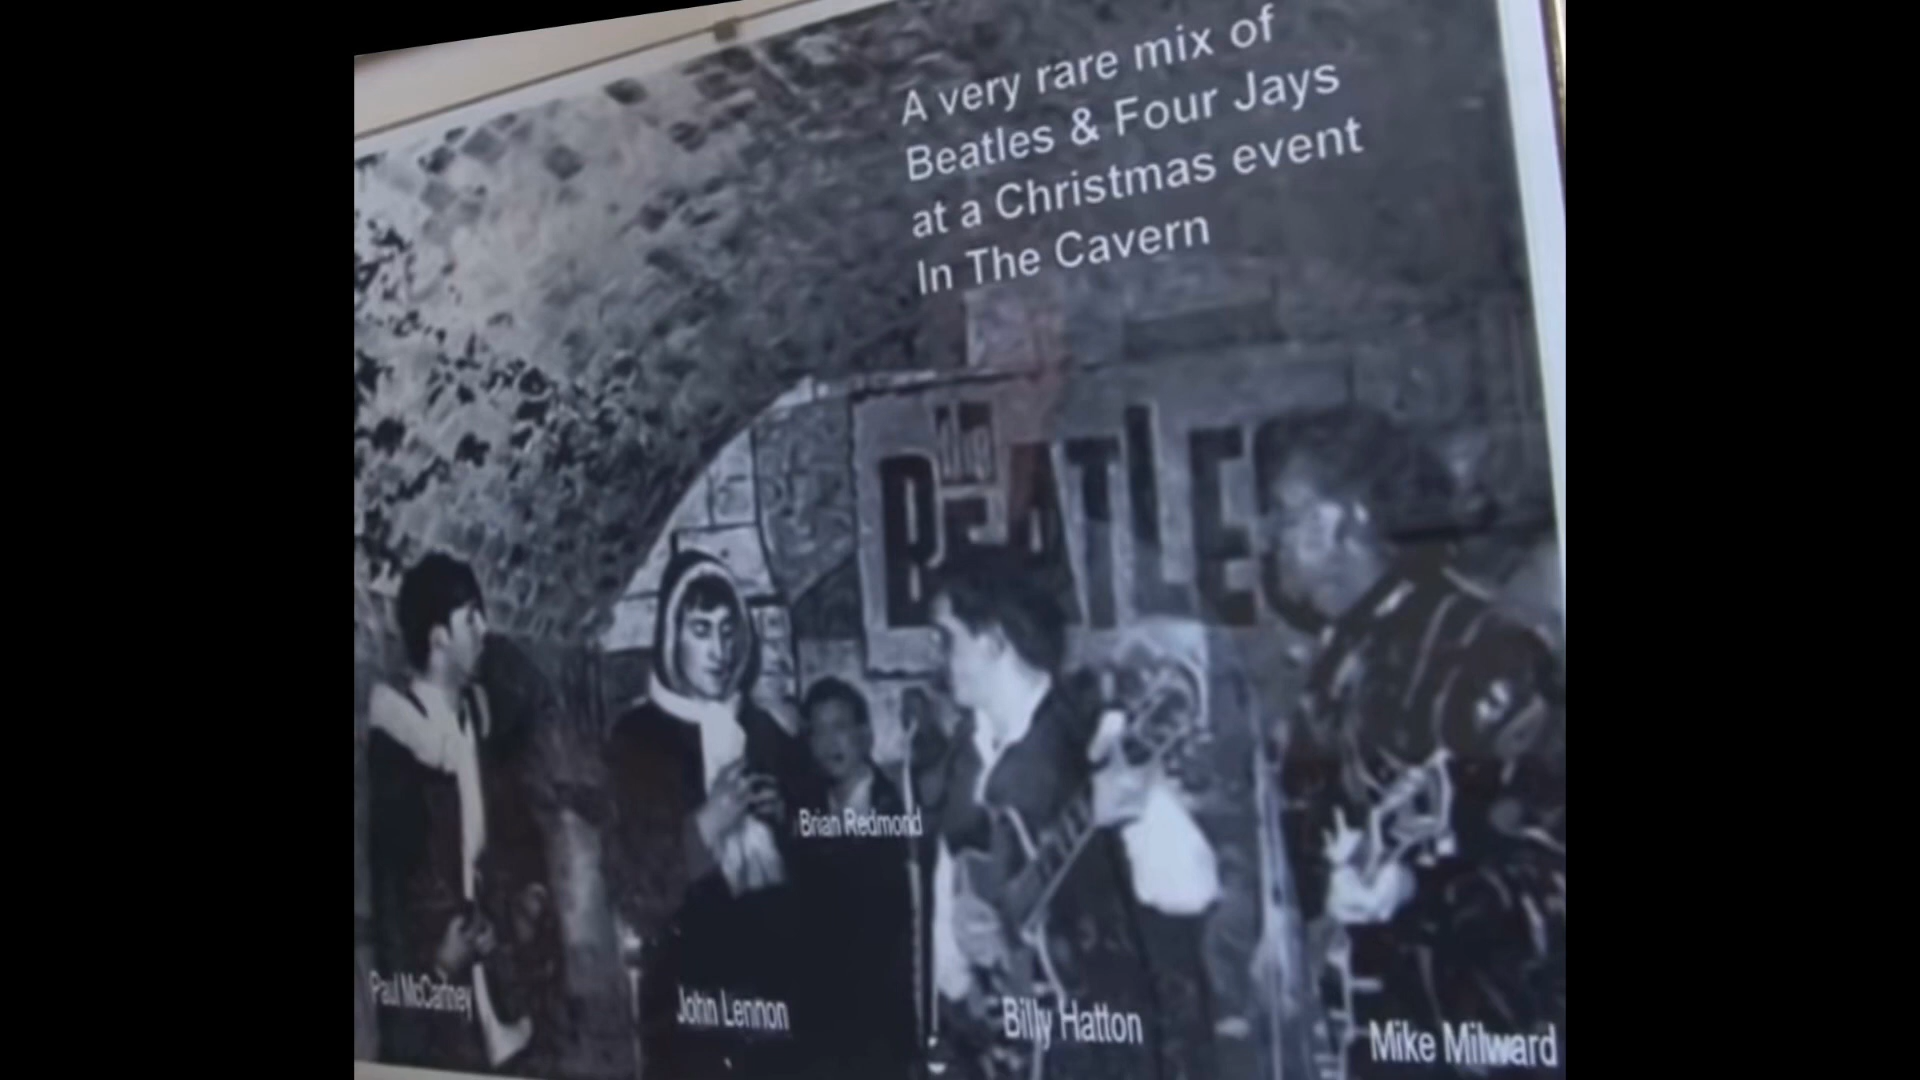 A very rare mix of
Beatles & Four Jays
at a Christmas event
In The Cavern
BEATLE
Brian Redmond
Paul McCartney
John Lennon
Billy Hatton
Mike Milward